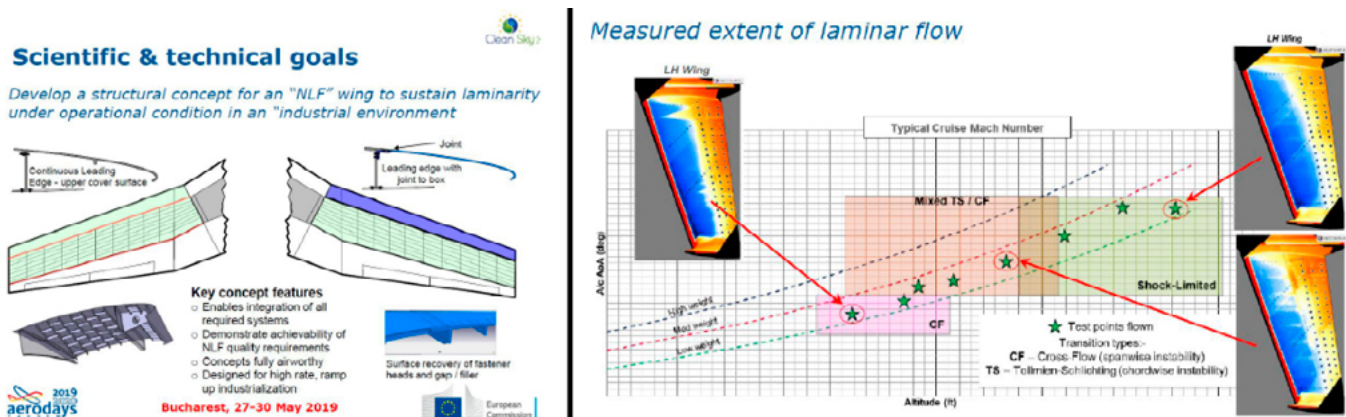 Clean Sky2
Scientific & technical goals
Develop a structural concept for an "NLF" wing to sustain laminarity
under operational condition in an "industrial environment
Continuous Leading
Edge - upper cover surface
Joint
Leading edge with
joint to box
Key concept features
Enables integration of all
required systems
Demonstrate achievability of
NLF quality requirements
Concepts fully airworthy
Designed for high rate, ramp
up industrialization
Surface recovery of fastener
heads and gap / filler
2019
aerodays
Bucharest, 27-30 May 2019
European
Commission
Measured extent of laminar flow
LH Wing
LH Wing
Typical Cruise Mach Number
Mixed TS / CF
Shock-Limited
CF
High weight
Med weight
Low weight
A/c AoA (deg)
Test points flown
Transition types:-
CF – Cross-Flow (spanwise instability)
TS – Tollmien-Schlichting (chordwise instability)
Altitude (ft)